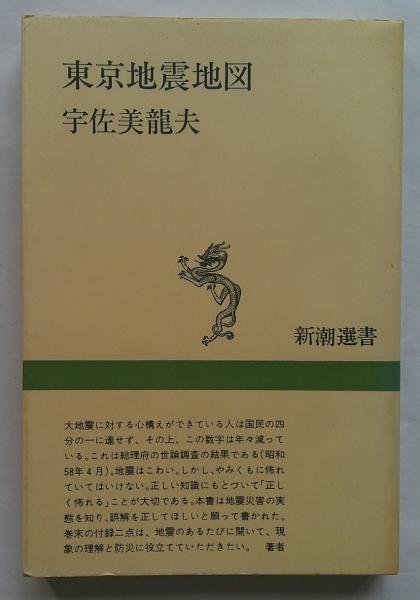 東京地震地図
宇佐美龍夫
新潮選書
大地震に対する心構えができている人は国民の四
分の一に達せず、その上、この数字は年々減って
いる。これは総理府の世論調査の結果である(昭和
58年4月)。地震はこわい。しかし、やみくもに怖れ
ていてはいけない。正しい知識にもとづいて「正し
く怖れる」ことが大切である。本書は地震災害の実
態を知り、誤解を正してほしいと願って書かれた。
巻末の付録二点は、地震のあるたびに開いて、現
象の理解と防災に役立てていただきたい。 著者